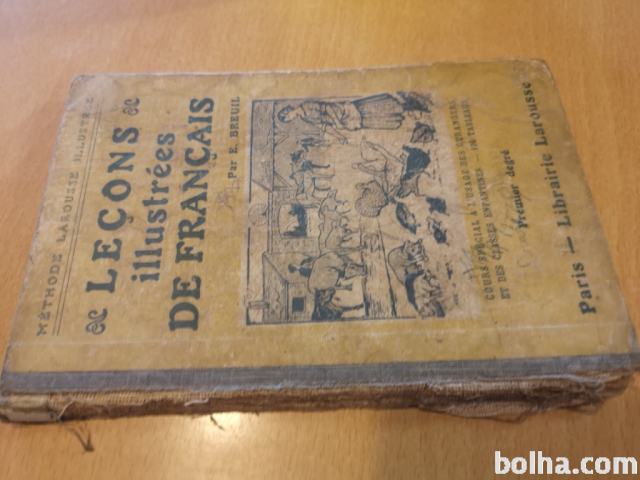 MÉTHODE LAROUSSE ILLUSTRÉE
LEÇONS
illustrées
DE FRANÇAIS
Par E. BREUIL
COURS SPÉCIAL A L'USAGE DES ÉTRANGERS
ET DES CLASSES ENFANTINES — TABLEAUX
Premier degré
Paris — Librairie Larousse
bolha.com